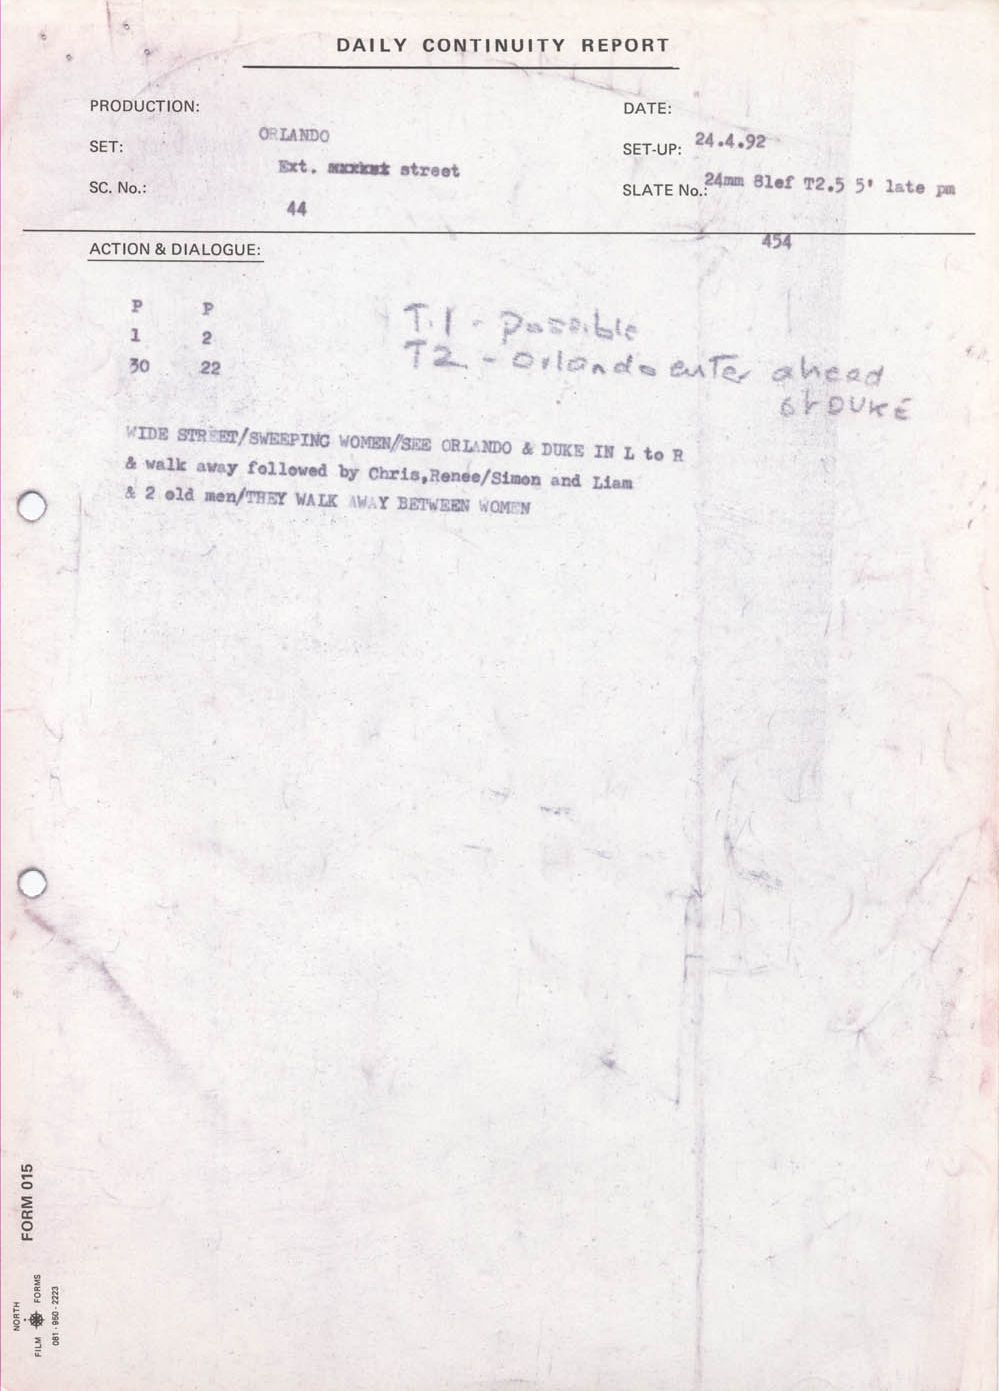 DAILY CONTINUITY REPORT
PRODUCTION:
DATE:
ORLANDO
24.4.92
SET:
SET-UP:
Ext. street
24mm 81ef T2.5 5' late pm
SC. No.:
SLATE No.:
44
454
ACTION & DIALOGUE:
P P
1 2
30 22
T.1 - possible
T2 - Orlando enter ahead
of DUKE
WIDE STREET/SWEEPING WOMEN/SEE ORLANDO & DUKE IN L to R
& walk away followed by Chris,Renee/Simon and Liam
& 2 old men/THEY WALK AWAY BETWEEN WOMEN
FORM 015
NORTH
FILM FORMS
081-960-2223